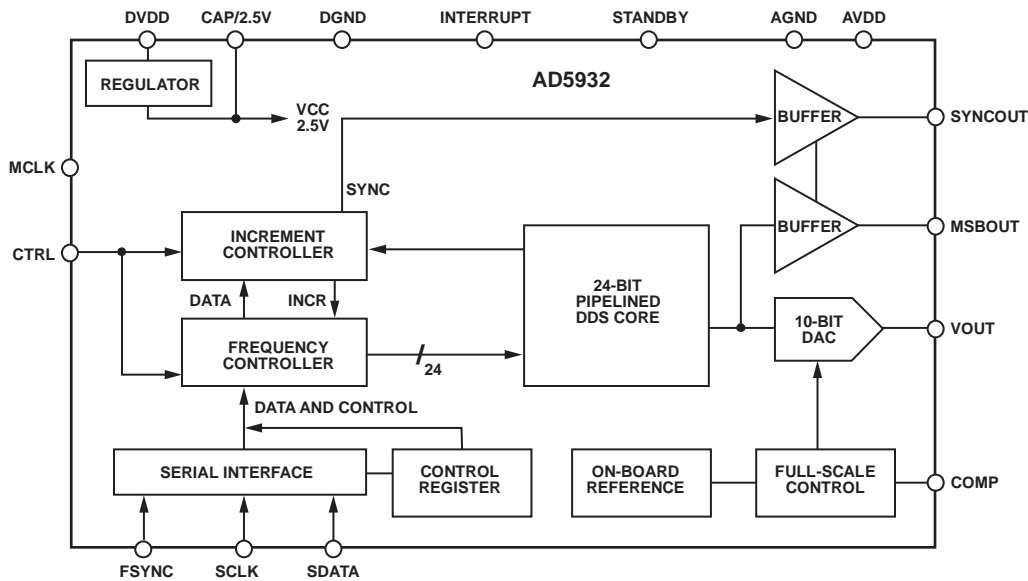 DVDD
CAP/2.5V
DGND
INTERRUPT
STANDBY
AGND
AVDD
REGULATOR
AD5932
VCC
2.5V
BUFFER
SYNCOUT
MCLK
SYNC
BUFFER
MSBOUT
CTRL
INCREMENT
CONTROLLER
24-BIT
PIPELINED
DDS CORE
DATA
INCR
10-BIT
DAC
VOUT
FREQUENCY
CONTROLLER
24
DATA AND CONTROL
SERIAL INTERFACE
CONTROL
REGISTER
ON-BOARD
REFERENCE
FULL-SCALE
CONTROL
COMP
FSYNC
SCLK
SDATA